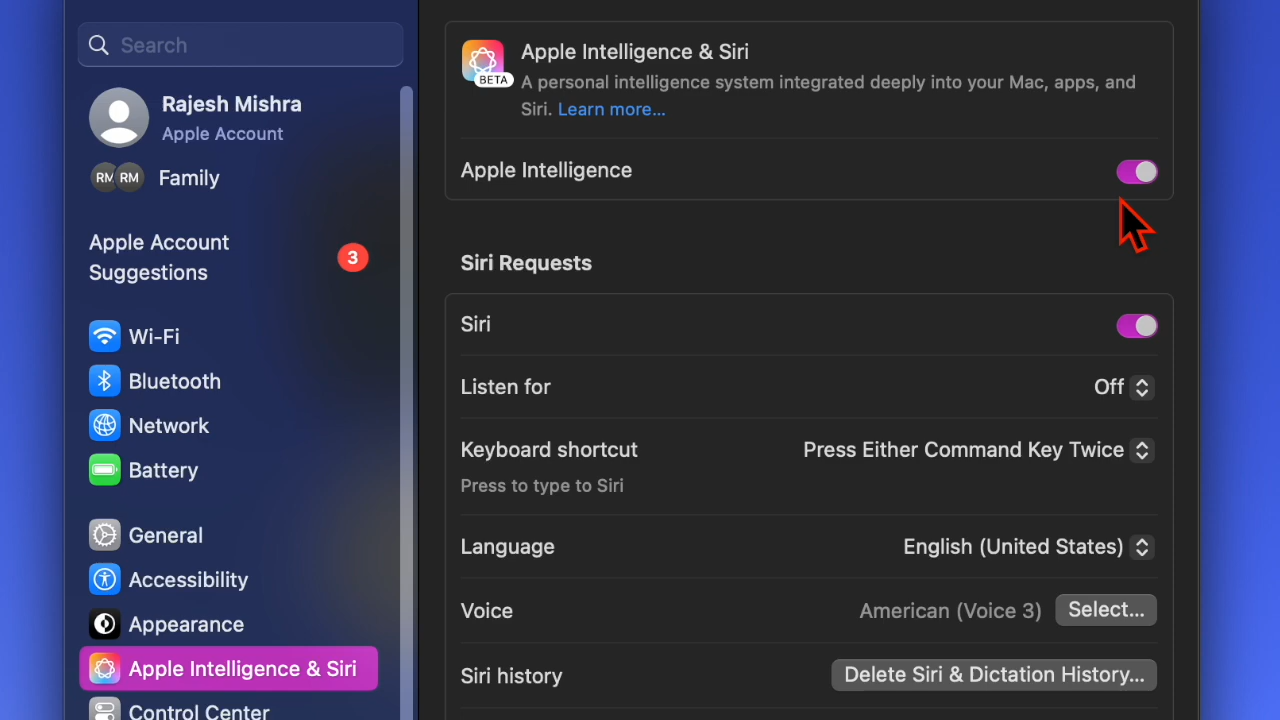 Search
Rajesh Mishra
Apple Account
RM RM Family
Apple Account
Suggestions
3
Wi-Fi
Bluetooth
Network
Battery
General
Accessibility
Appearance
Apple Intelligence & Siri
Control Center
Apple Intelligence & Siri
BETA
A personal intelligence system integrated deeply into your Mac, apps, and
Siri. Learn more...
Apple Intelligence
Siri Requests
Siri
Listen for Off
Keyboard shortcut Press Either Command Key Twice
Press to type to Siri
Language English (United States)
Voice American (Voice 3) Select...
Siri history Delete Siri & Dictation History...